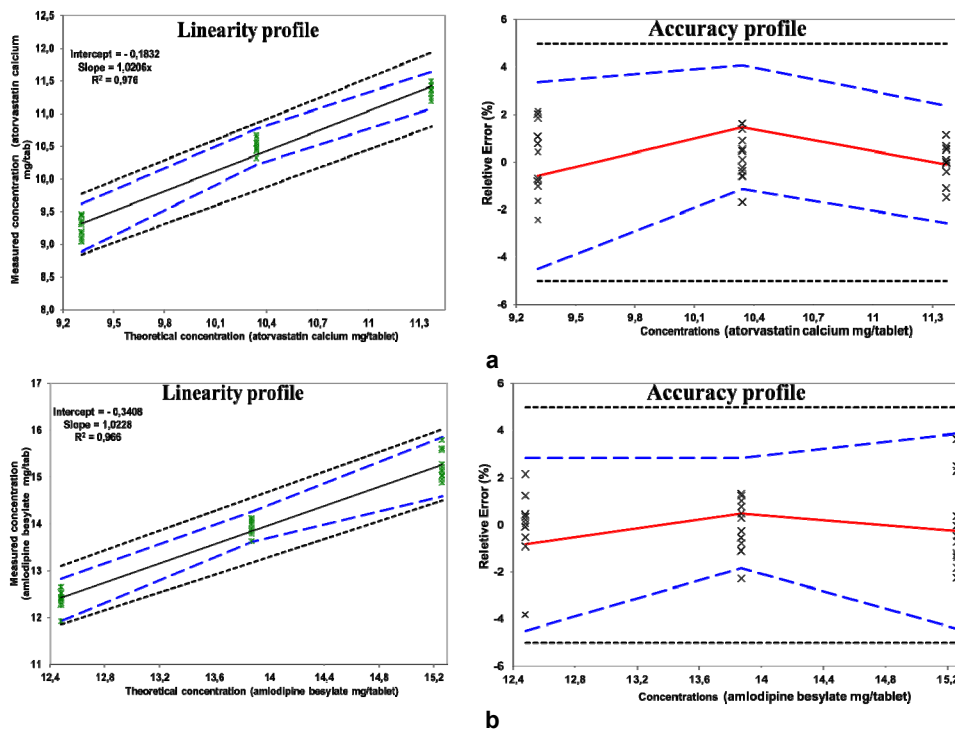 Linearity profile
Intercept = - 0,1832
Slope = 1,0206x
R² = 0,976
Measured concentration (atorvastatin calcium
mg/tab)
12,5
12,0
11,5
11,0
10,5
10,0
9,5
9,0
8,5
8,0
9,2 9,5 9,8 10,1 10,4 10,7 11 11,3
Theoretical concentration (atorvastatin calcium mg/tablet)
Accuracy profile
Reletive Error (%)
6
4
2
0
-2
-4
-6
9,2 9,5 9,8 10,1 10,4 10,7 11 11,3
Concentrations (atorvastatin calcium mg/tablet)
a
Linearity profile
Intercept = - 0,3408
Slope = 1,0228
R² = 0,966
Measured concentration
(amlodipine besylate mg/tab)
17
16
15
14
13
12
11
12,4 12,8 13,2 13,6 14 14,4 14,8 15,2
Theoretical concentration (amlodipine besylate mg/tablet)
Accuracy profile
Reletive Error (%)
6
4
2
0
-2
-4
-6
12,4 12,8 13,2 13,6 14 14,4 14,8 15,2
Concentrations (amlodipine besylate mg/tablet)
b